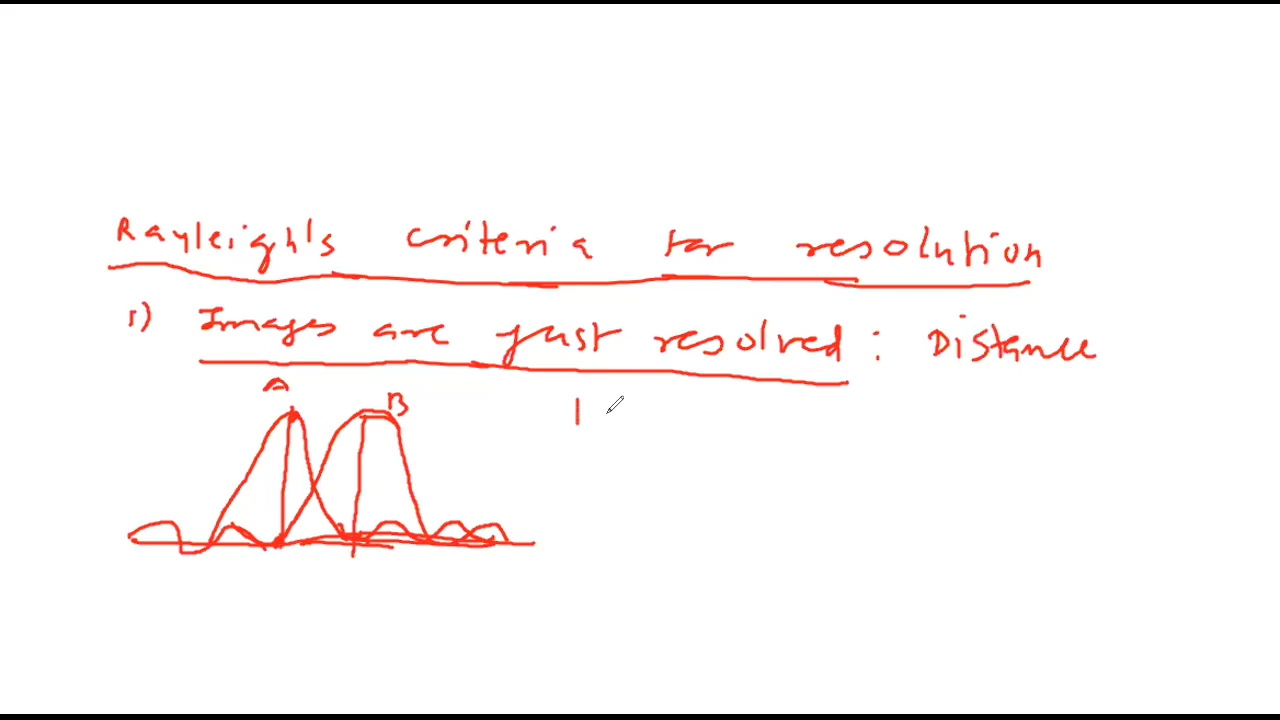 Rayleigh's criteria for resolution
1) Images are just resolved : Distance
A
B